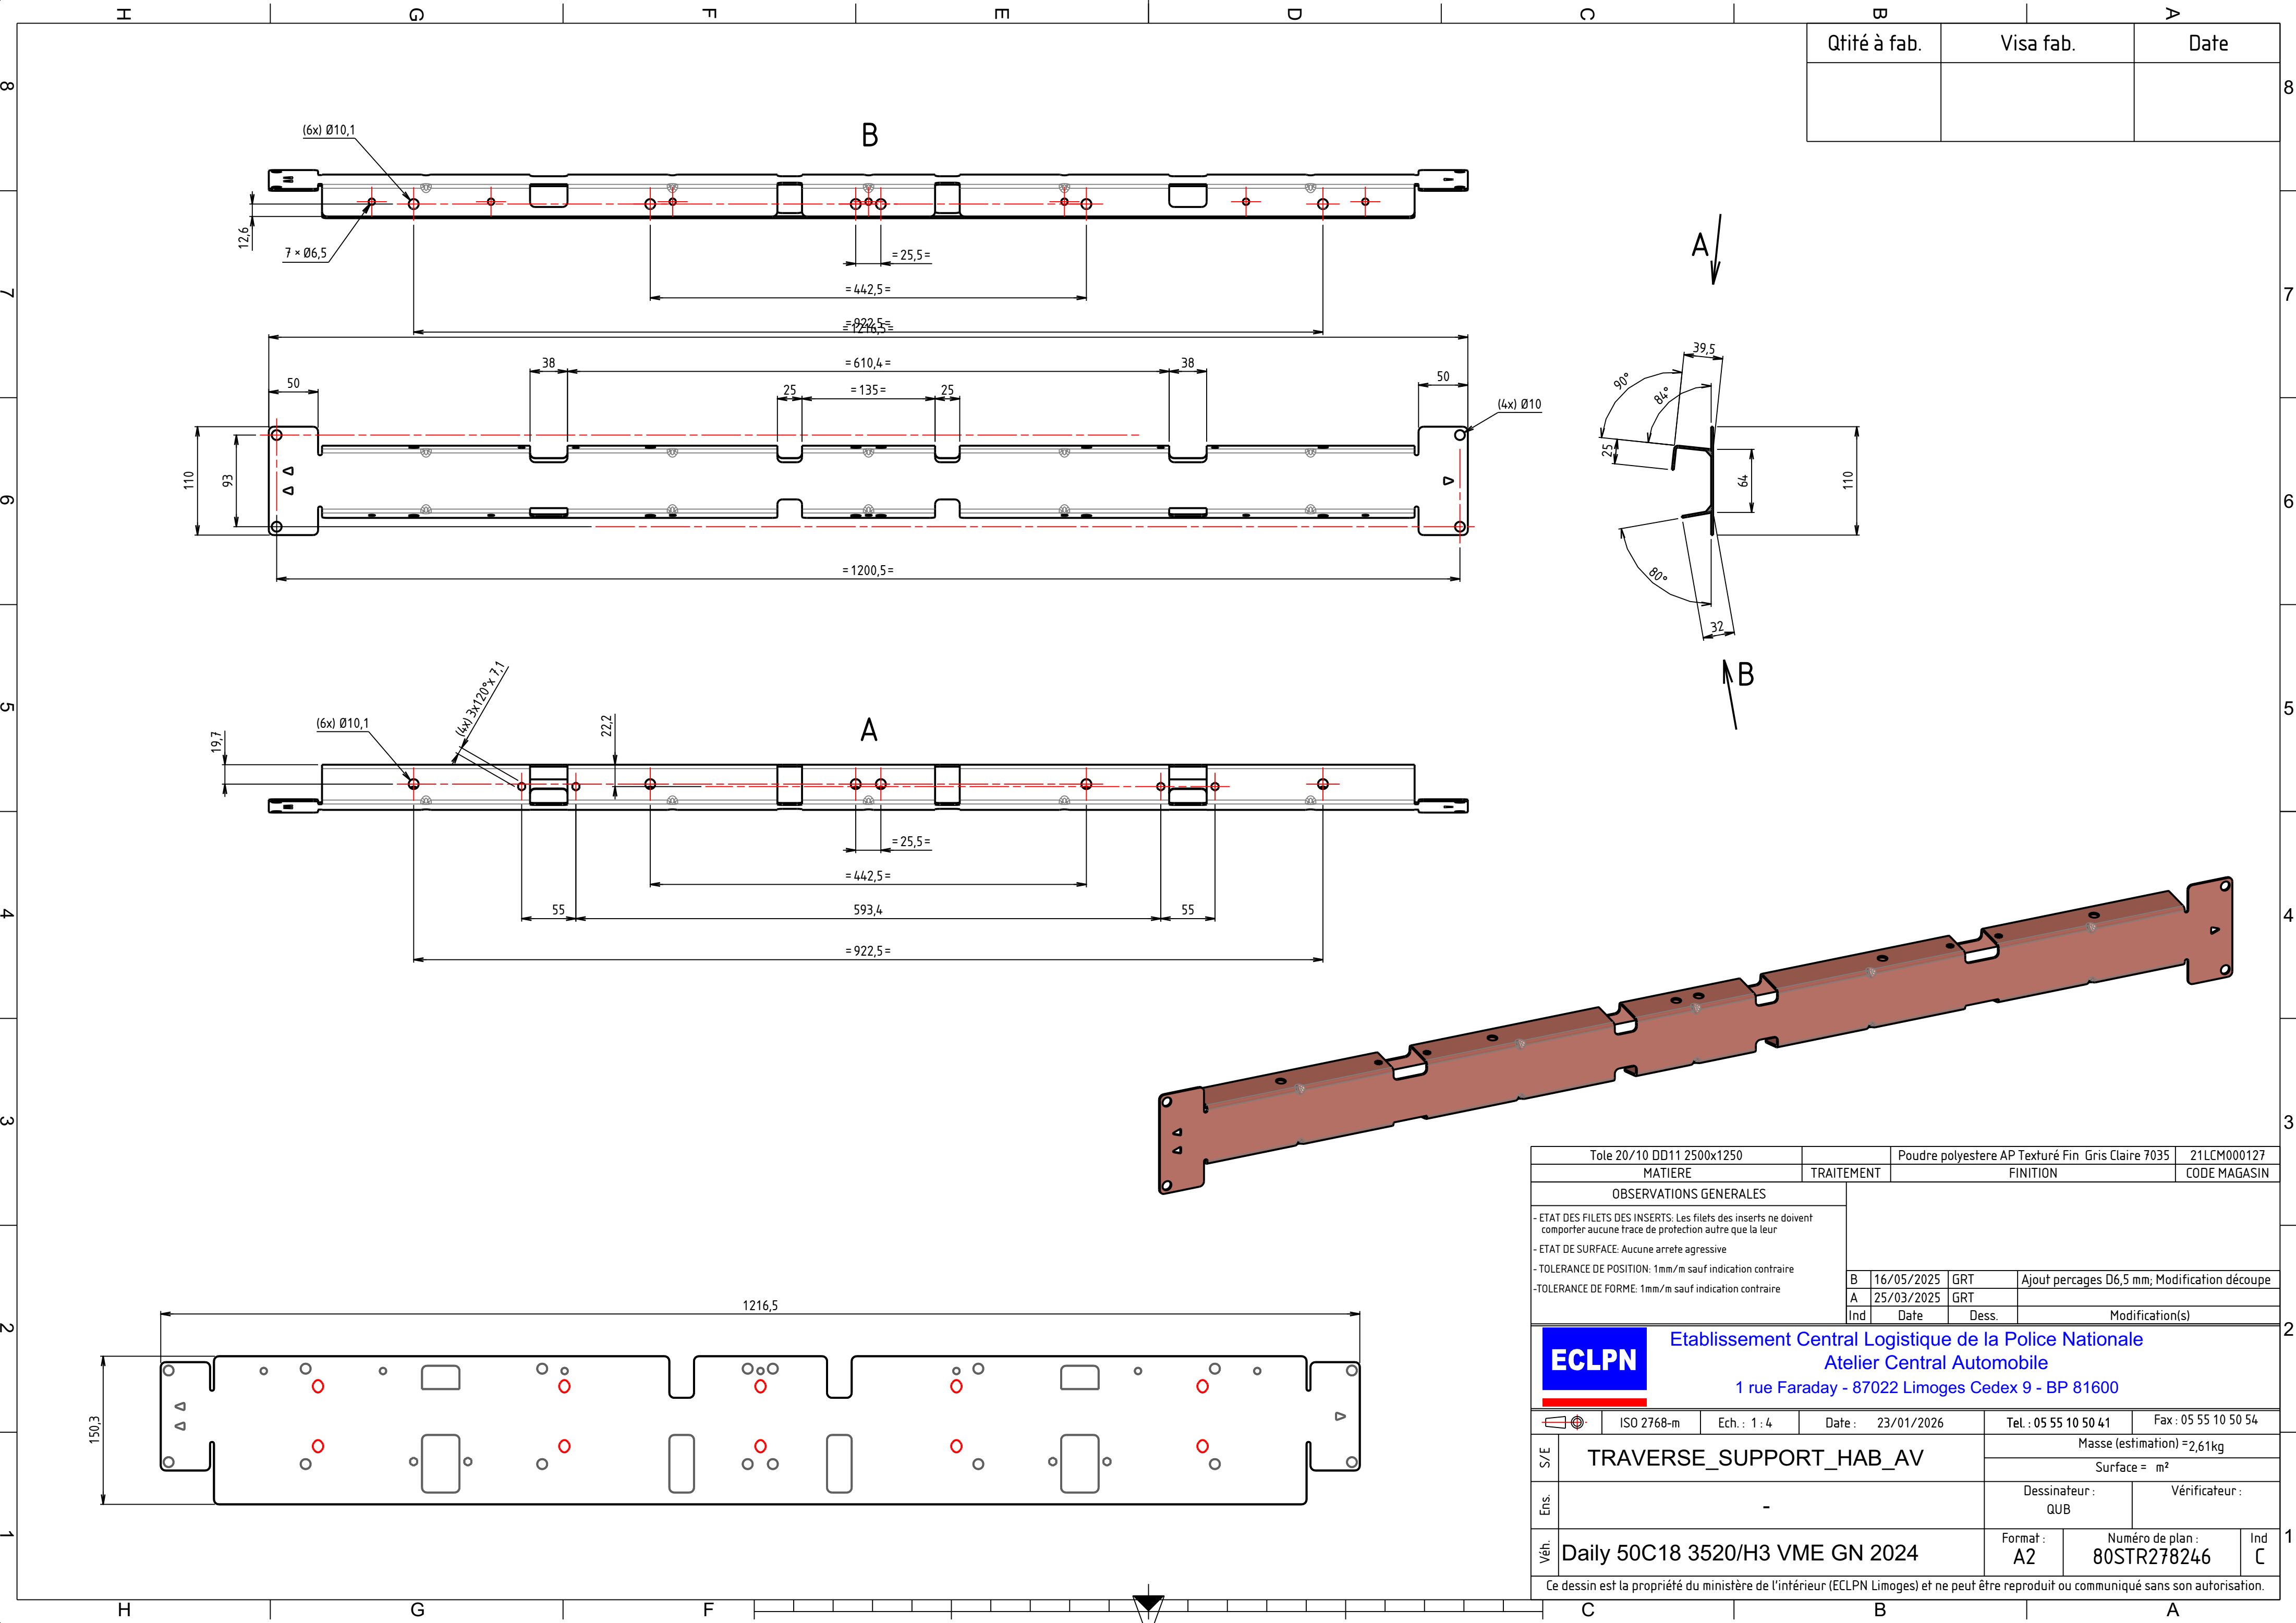 H G F E D C B A
Qtité à fab. Visa fab. Date
8 8
B
(6x) Ø10,1
12,6
7 × Ø6,5
= 25,5 =
= 442,5 =
= 922,5 =
7 7
A
= 1216,5 =
38 = 610,4 = 38
50 25 = 135 = 25 50
(4x) Ø10
110 93
= 1200,5 =
39,5
90°
84°
25
64
110
80°
32
B
6 6
5 5
(4x) 3x120°x 7,1
A
(6x) Ø10,1
19,7
22,2
= 25,5 =
= 442,5 =
55 593,4 55
= 922,5 =
4 4
3 3
Tole 20/10 DD11 2500x1250 Poudre polyestere AP Texturé Fin Gris Claire 7035 21LCM000127
MATIERE TRAITEMENT FINITION CODE MAGASIN
OBSERVATIONS GENERALES
- ETAT DES FILETS DES INSERTS: Les filets des inserts ne doivent
comporter aucune trace de protection autre que la leur
- ETAT DE SURFACE: Aucune arrete agressive
- TOLERANCE DE POSITION: 1mm/m sauf indication contraire
-TOLERANCE DE FORME: 1mm/m sauf indication contraire
B 16/05/2025 GRT Ajout percages D6,5 mm; Modification découpe
A 25/03/2025 GRT
Ind Date Dess. Modification(s)
2 2
1216,5
150,3
ECLPN
Etablissement Central Logistique de la Police Nationale
Atelier Central Automobile
1 rue Faraday - 87022 Limoges Cedex 9 - BP 81600
ISO 2768-m Ech. : 1 : 4 Date : 23/01/2026 Tel. : 05 55 10 50 41 Fax : 05 55 10 50 54
S/E TRAVERSE_SUPPORT_HAB_AV
Masse (estimation) = 2,61kg
Surface = m²
Ens. -
Dessinateur : Vérificateur :
QUB
1 1
Véh. Daily 50C18 3520/H3 VME GN 2024
Format : Numéro de plan : Ind
A2 80STR278246 C
Ce dessin est la propriété du ministère de l'intérieur (ECLPN Limoges) et ne peut être reproduit ou communiqué sans son autorisation.
H G F C B A